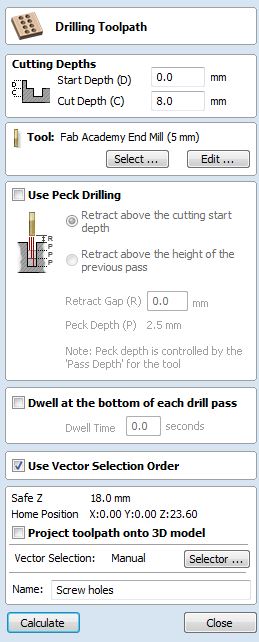 Drilling Toolpath
Cutting Depths
Start Depth (D) 0.0 mm
Cut Depth (C) 8.0 mm
Tool: Fab Academy End Mill (5 mm)
Select ... Edit ...
Use Peck Drilling
Retract above the cutting start
depth
Retract above the height of the
previous pass
R
P
P
P
Retract Gap (R) 0.0 mm
Peck Depth (P) 2.5 mm
Note: Peck depth is controlled by the
'Pass Depth' for the tool
Dwell at the bottom of each drill pass
Dwell Time 0.0 seconds
Use Vector Selection Order
Safe Z 18.0 mm
Home Position X:0.00 Y:0.00 Z:23.60
Project toolpath onto 3D model
Vector Selection: Manual Selector ...
Name: Screw holes
Calculate Close